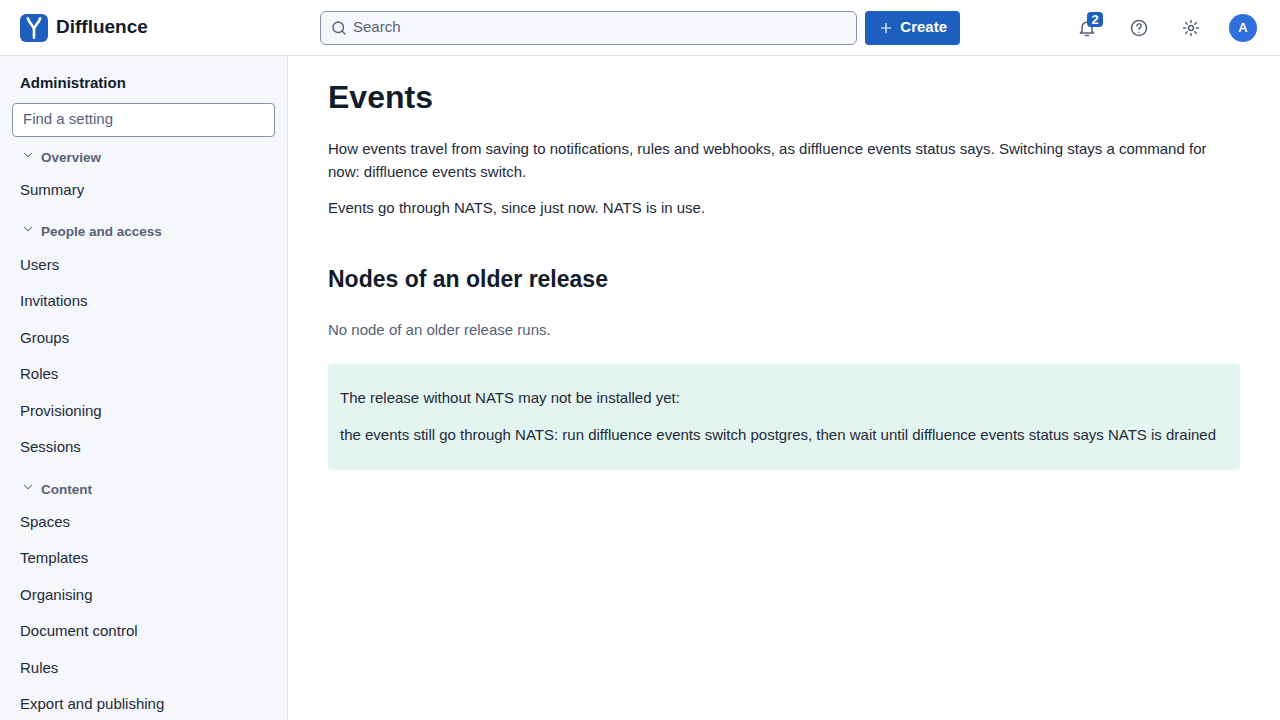 Diffluence
Search
Create
2
A
Administration
Find a setting
Overview
Summary
People and access
Users
Invitations
Groups
Roles
Provisioning
Sessions
Content
Spaces
Templates
Organising
Document control
Rules
Export and publishing
Events
How events travel from saving to notifications, rules and webhooks, as diffluence events status says. Switching stays a command for
now: diffluence events switch.
Events go through NATS, since just now. NATS is in use.
Nodes of an older release
No node of an older release runs.
The release without NATS may not be installed yet:
the events still go through NATS: run diffluence events switch postgres, then wait until diffluence events status says NATS is drained